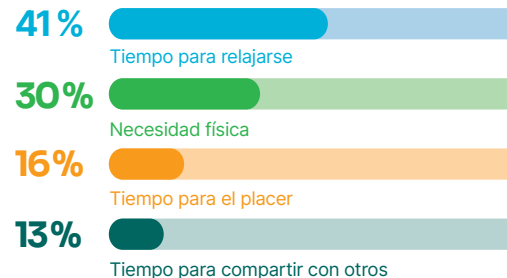 41%
Tiempo para relajarse
30%
Necesidad física
16%
Tiempo para el placer
13%
Tiempo para compartir con otros